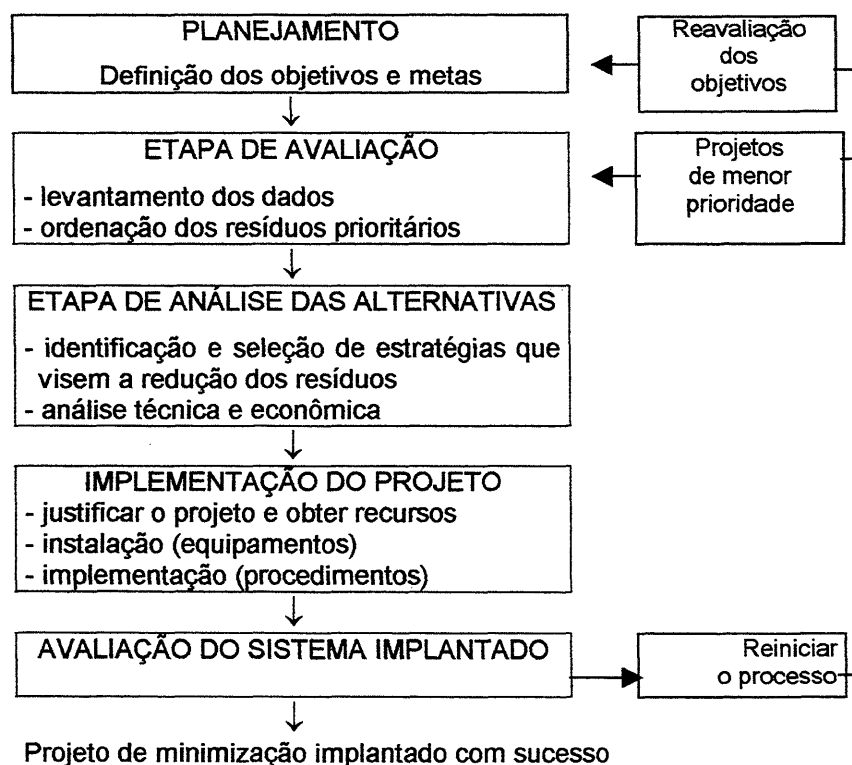 PLANEJAMENTO
Definição dos objetivos e metas
Reavaliação
dos
objetivos
ETAPA DE AVALIAÇÃO
- levantamento dos dados
- ordenação dos resíduos prioritários
Projetos
de menor
prioridade
ETAPA DE ANÁLISE DAS ALTERNATIVAS
- identificação e seleção de estratégias que
visem a redução dos resíduos
- análise técnica e econômica
IMPLEMENTAÇÃO DO PROJETO
- justificar o projeto e obter recursos
- instalação (equipamentos)
- implementação (procedimentos)
AVALIAÇÃO DO SISTEMA IMPLANTADO
Reiniciar
o processo
Projeto de minimização implantado com sucesso